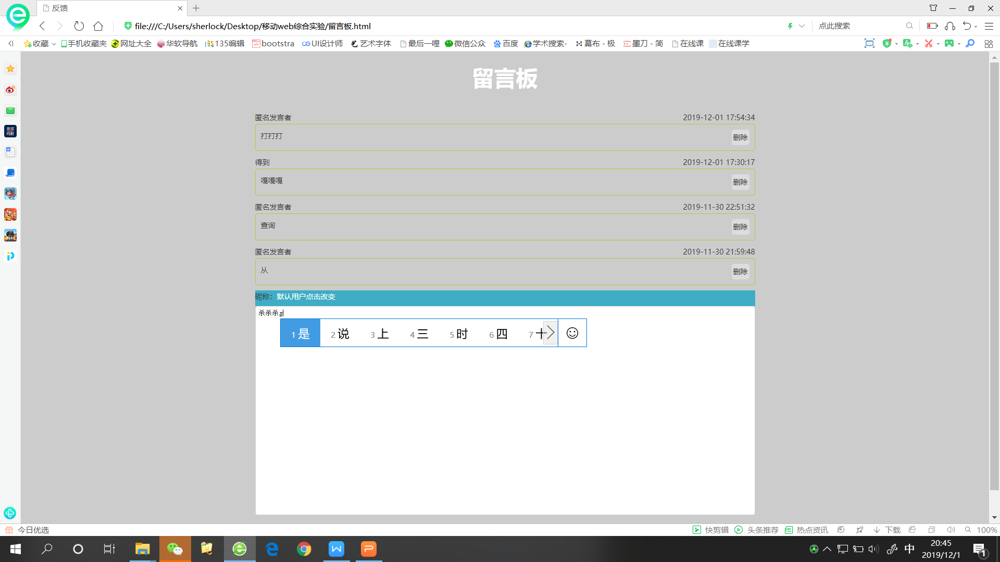 反馈
file:///C:/Users/sherlock/Desktop/移动web综合实验/留言板.html
点此搜索
收藏 手机收藏夹 网址大全 华软导航 135编辑 bootstra UI设计师 艺术字体 最后一哩 微信公众 百度 学术搜索- 幕布 - 极 墨刀 - 简 在线课 在线课学
留言板
匿名发言者 2019-12-01 17:54:34
打打打 删除
得到 2019-12-01 17:30:17
嘎嘎嘎 删除
匿名发言者 2019-11-30 22:51:32
查询 删除
匿名发言者 2019-11-30 21:59:48
从 删除
昵称：默认用户点击改变
杀杀杀s
1 是 2 说 3 上 4 三 5 时 6 四 7 十
今日优选
快剪辑 头条推荐 热点资讯 下载 100%
中
20:45
2019/12/1
1